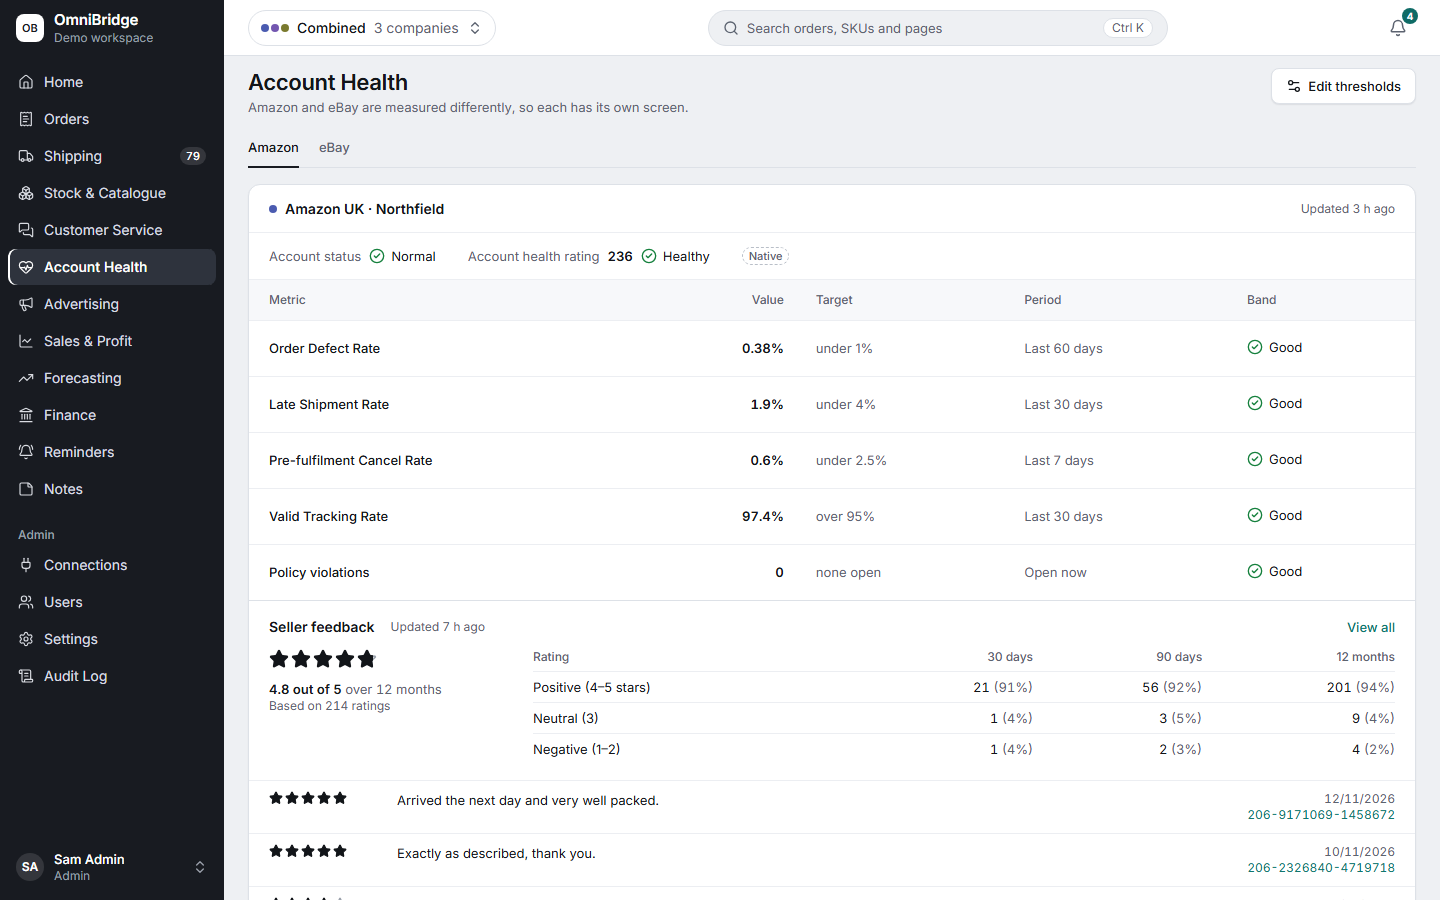 OB
OmniBridge
Demo workspace
Combined 3 companies
Search orders, SKUs and pages
Ctrl K
4
Home
Orders
Shipping 79
Stock & Catalogue
Customer Service
Account Health
Advertising
Sales & Profit
Forecasting
Finance
Reminders
Notes
Admin
Connections
Users
Settings
Audit Log
SA
Sam Admin
Admin
Account Health
Amazon and eBay are measured differently, so each has its own screen.
Edit thresholds
Amazon eBay
Amazon UK · Northfield Updated 3 h ago
Account status Normal Account health rating 236 Healthy Native
Metric Value Target Period Band
Order Defect Rate 0.38% under 1% Last 60 days Good
Late Shipment Rate 1.9% under 4% Last 30 days Good
Pre-fulfilment Cancel Rate 0.6% under 2.5% Last 7 days Good
Valid Tracking Rate 97.4% over 95% Last 30 days Good
Policy violations 0 none open Open now Good
Seller feedback Updated 7 h ago View all
4.8 out of 5 over 12 months
Based on 214 ratings
Rating 30 days 90 days 12 months
Positive (4–5 stars) 21 (91%) 56 (92%) 201 (94%)
Neutral (3) 1 (4%) 3 (5%) 9 (4%)
Negative (1–2) 1 (4%) 2 (3%) 4 (2%)
Arrived the next day and very well packed. 12/11/2026
206-9171069-1458672
Exactly as described, thank you. 10/11/2026
206-2326840-4719718